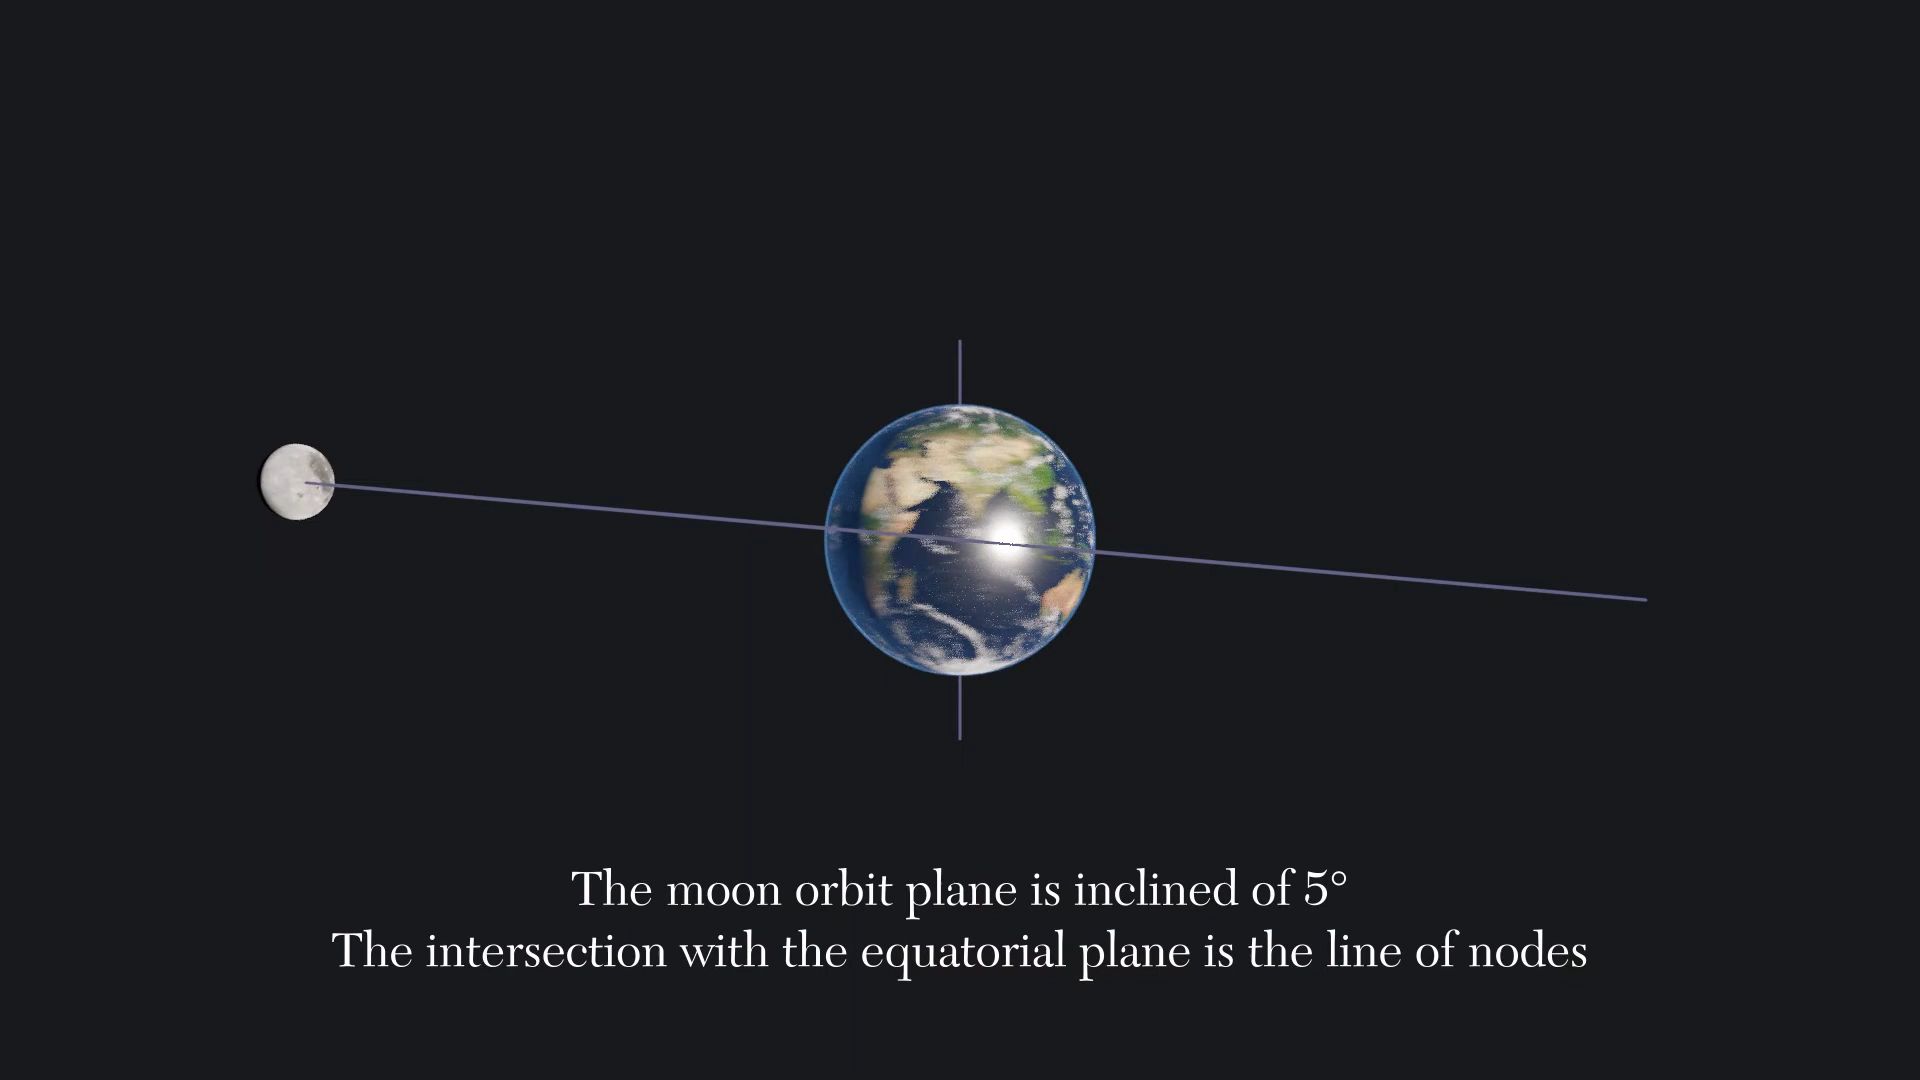 The moon orbit plane is inclined of 5°
The intersection with the equatorial plane is the line of nodes